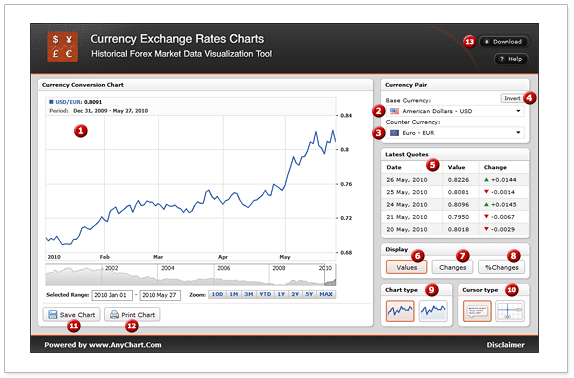 $ ¥
£ €
Currency Exchange Rates Charts
Historical Forex Market Data Visualization Tool
13
Download
? Help
Currency Conversion Chart
USD/EUR: 0.8091
Period: Dec 31, 2009 - May 27, 2010
1
0.84
0.8
0.76
0.72
0.68
2010 Feb Mar Apr May
2002 2004 2006 2008 2010
Selected Range: 2010 Jan 01 - 2010 May 27 Zoom: 10D 1M 3M YTD 1Y 2Y 5Y MAX
Save Chart Print Chart
11 12
Currency Pair
Base Currency: Invert 4
2 American Dollars - USD
Counter Currency:
3 Euro - EUR
Latest Quotes
5
Date Value Change
26 May, 2010 0.8226 +0.0144
25 May, 2010 0.8081 -0.0014
24 May, 2010 0.8096 +0.0145
21 May, 2010 0.7950 -0.0067
20 May, 2010 0.8018 -0.0029
Display
6 7 8
Values Changes %Changes
Chart type 9
Cursor type 10
Powered by www.AnyChart.Com
Disclaimer